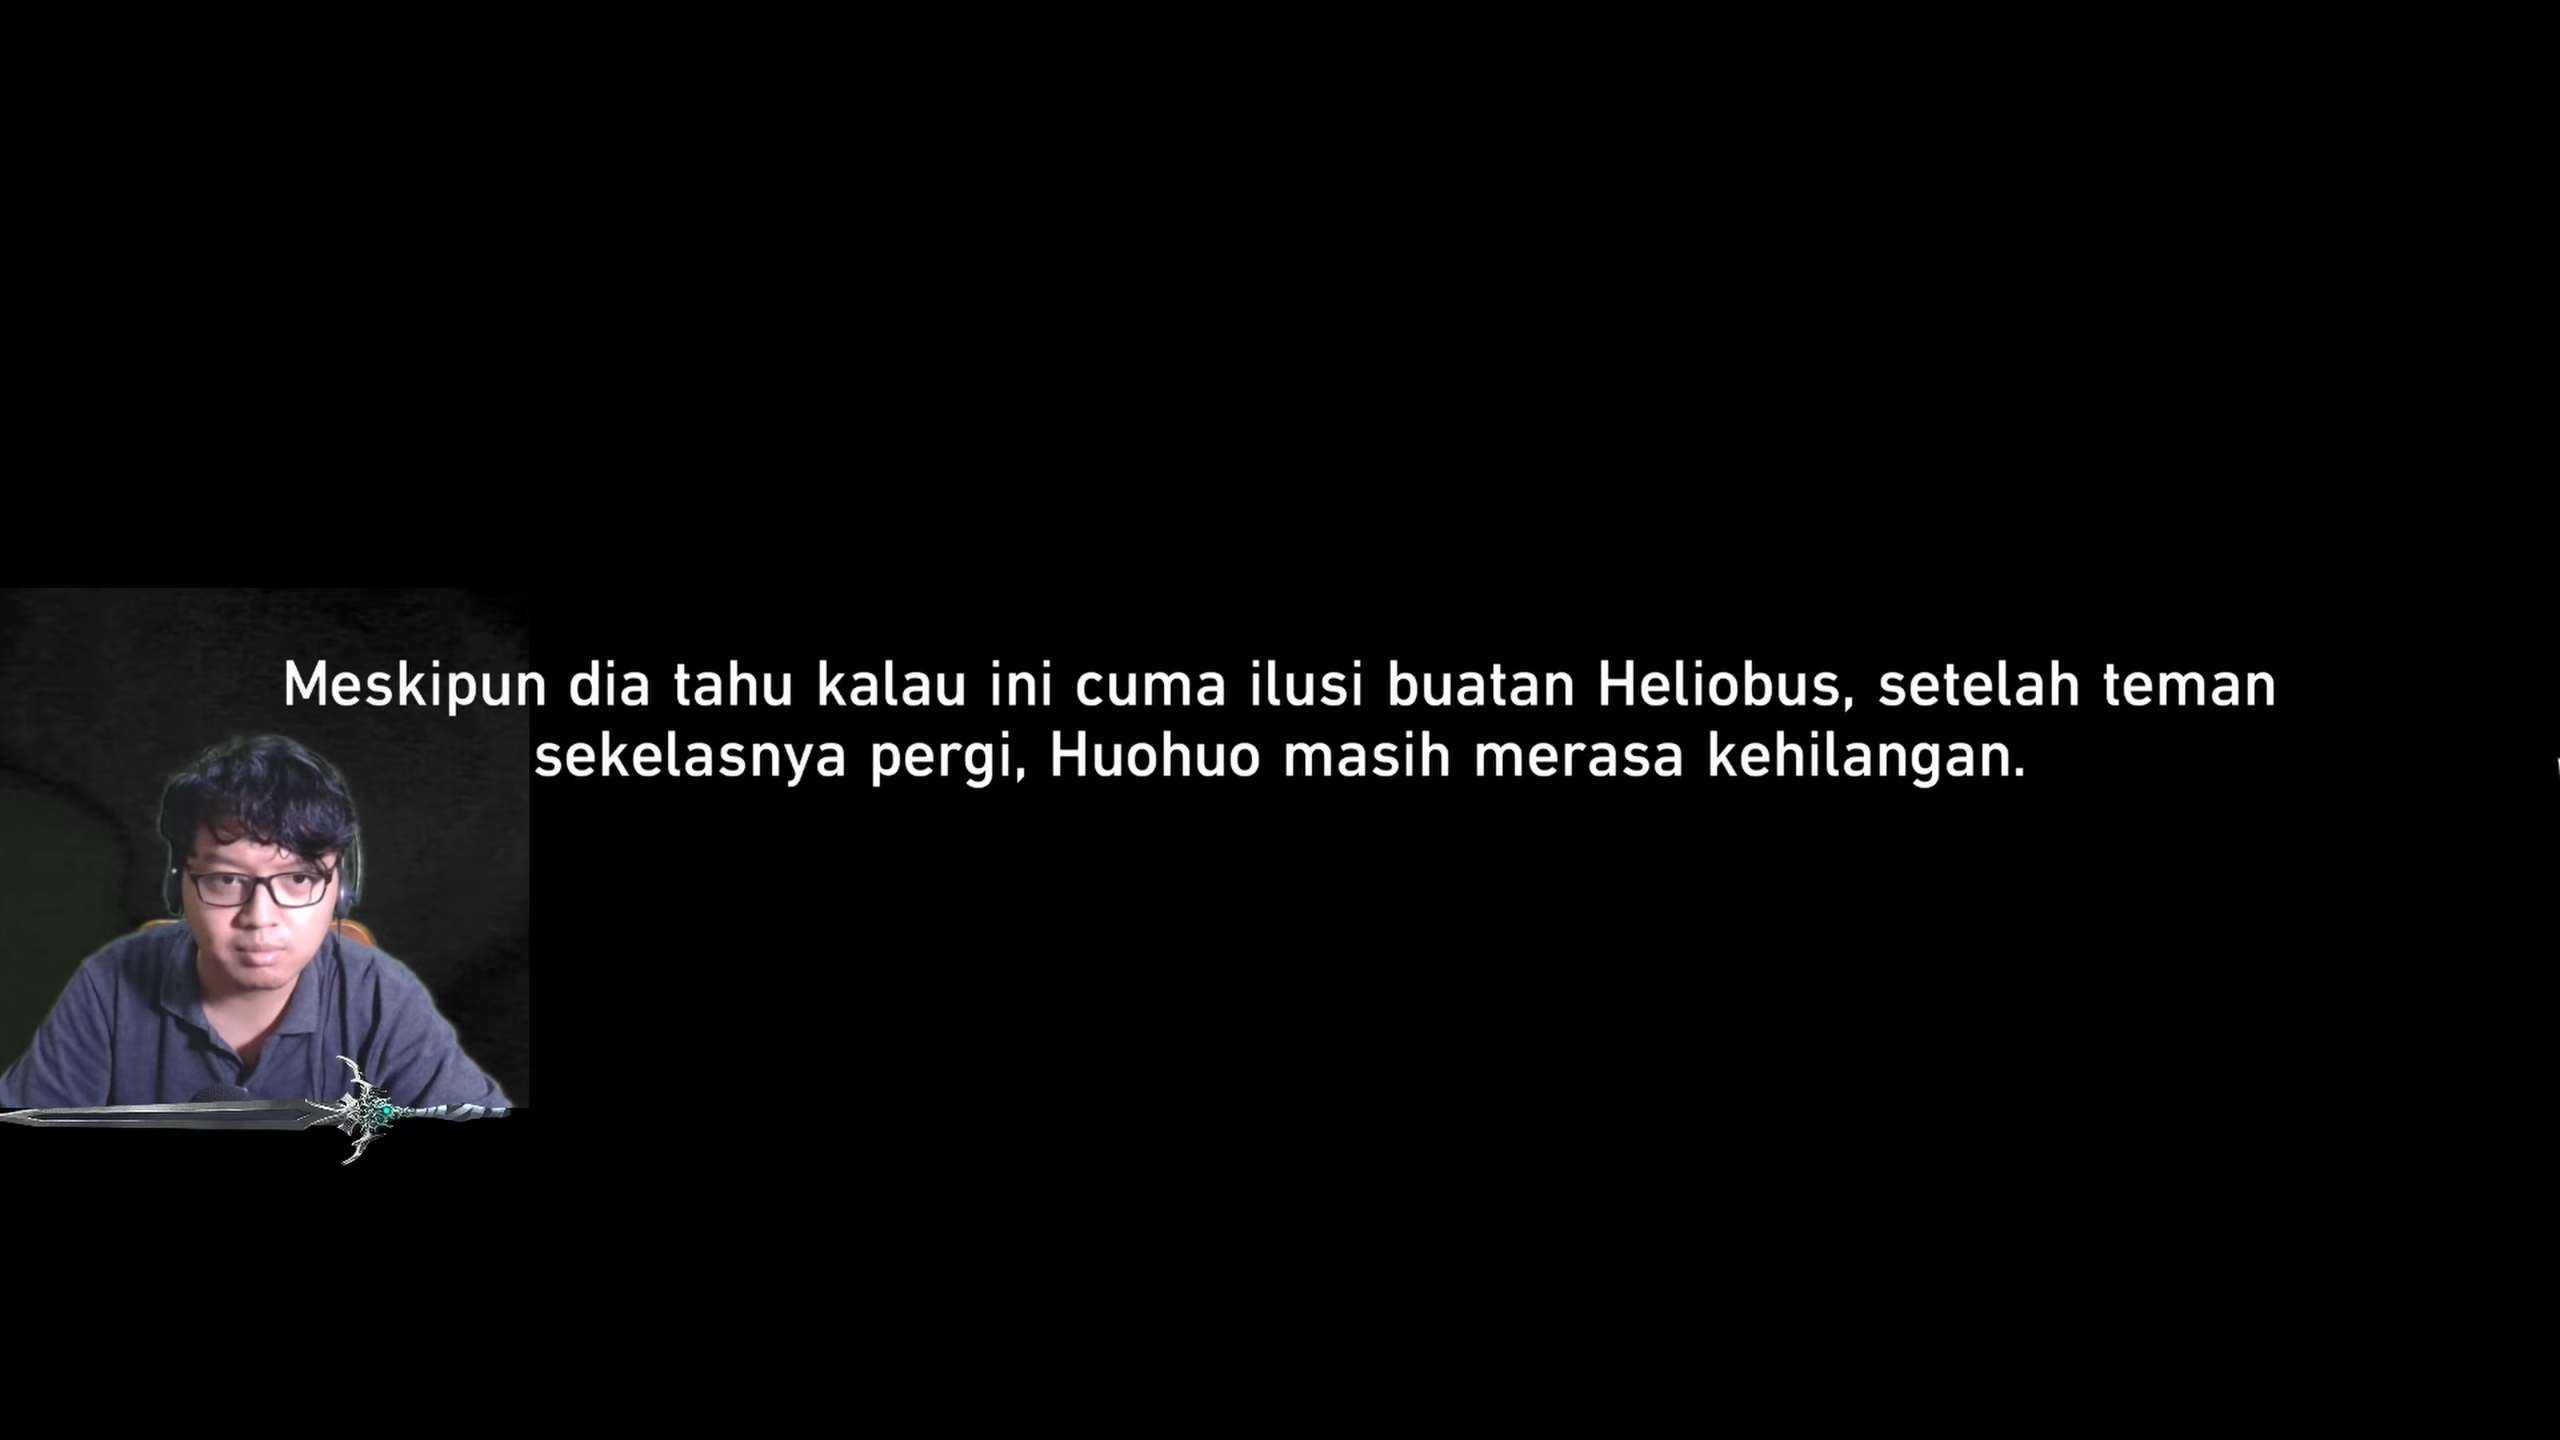 Meskipun dia tahu kalau ini cuma ilusi buatan Heliobus, setelah teman
sekelasnya pergi, Huohuo masih merasa kehilangan.